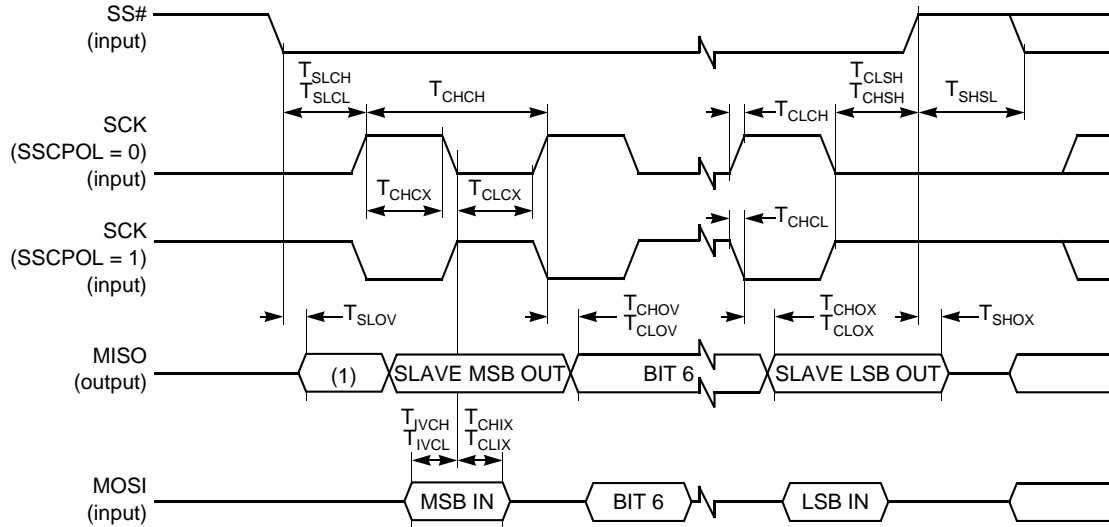 SS#
(input)
TSLCH
TSLCL
TCHCH
TCLCH
TCLSH
TCHSH
TSHSL
SCK
(SSCPOL = 0)
(input)
TCHCX
TCLCX
SCK
(SSCPOL = 1)
(input)
TCHCL
TSLOV
TCHOV
TCLOV
TCHOX
TCLOX
TSHOX
MISO
(output)
(1)
SLAVE MSB OUT
BIT 6
SLAVE LSB OUT
TIVCH
TIVCL
TCHIX
TCLIX
MOSI
(input)
MSB IN
BIT 6
LSB IN